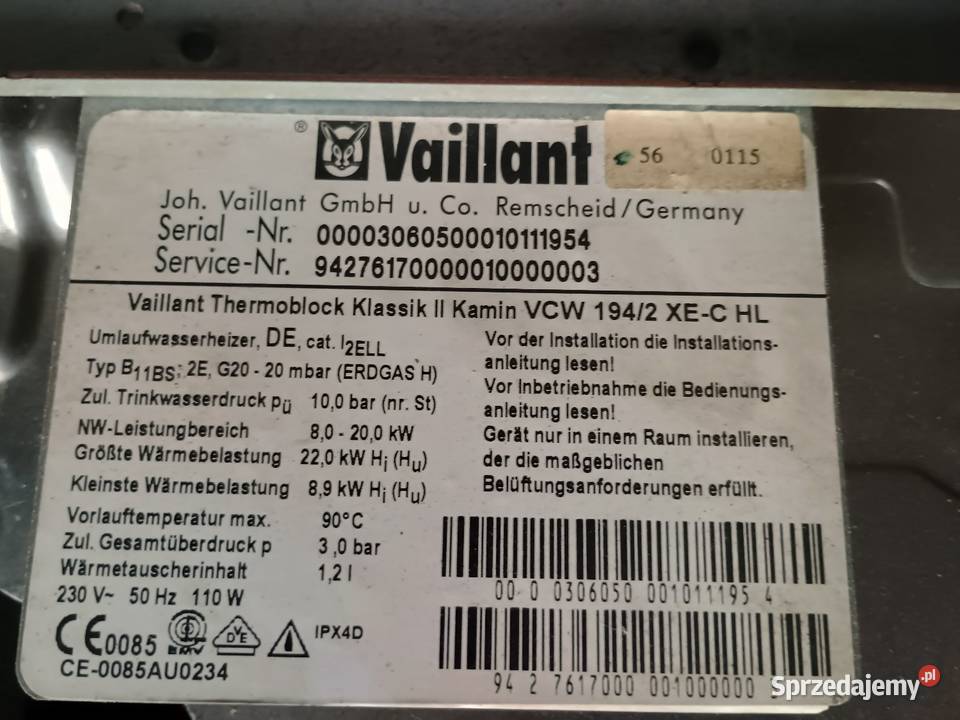 ® Vaillant
56 0115
Joh. Vaillant GmbH u. Co. Remscheid/Germany
Serial -Nr. 00003060500010111954
Service-Nr. 94276170000010000003
Vaillant Thermoblock Klassik II Kamin VCW 194/2 XE-C HL
Umlaufwasserheizer, DE, cat. I2ELL
Typ B11BS; 2E, G20 - 20 mbar (ERDGAS H)
Zul. Trinkwasserdruck pü 10,0 bar (nr. St)
NW-Leistungbereich 8,0 - 20,0 kW
Größte Wärmebelastung 22,0 kW Hi (Hu)
Kleinste Wärmebelastung 8,9 kW Hi (Hu)
Vorlauftemperatur max. 90°C
Zul. Gesamtüberdruck p 3,0 bar
Wärmetauscherinhalt 1,2 l
230 V~ 50 Hz 110 W
CE 0085 EMV DVE IPX4D
CE-0085AU0234
Vor der Installation die Installations-
anleitung lesen!
Vor Inbetriebnahme die Bedienungs-
anleitung lesen!
Gerät nur in einem Raum installieren,
der die maßgeblichen
Belüftungsanforderungen erfüllt.
00 0 0306050 001011195 4
94 2 7617000 001000000
Sprzedajemy.pl